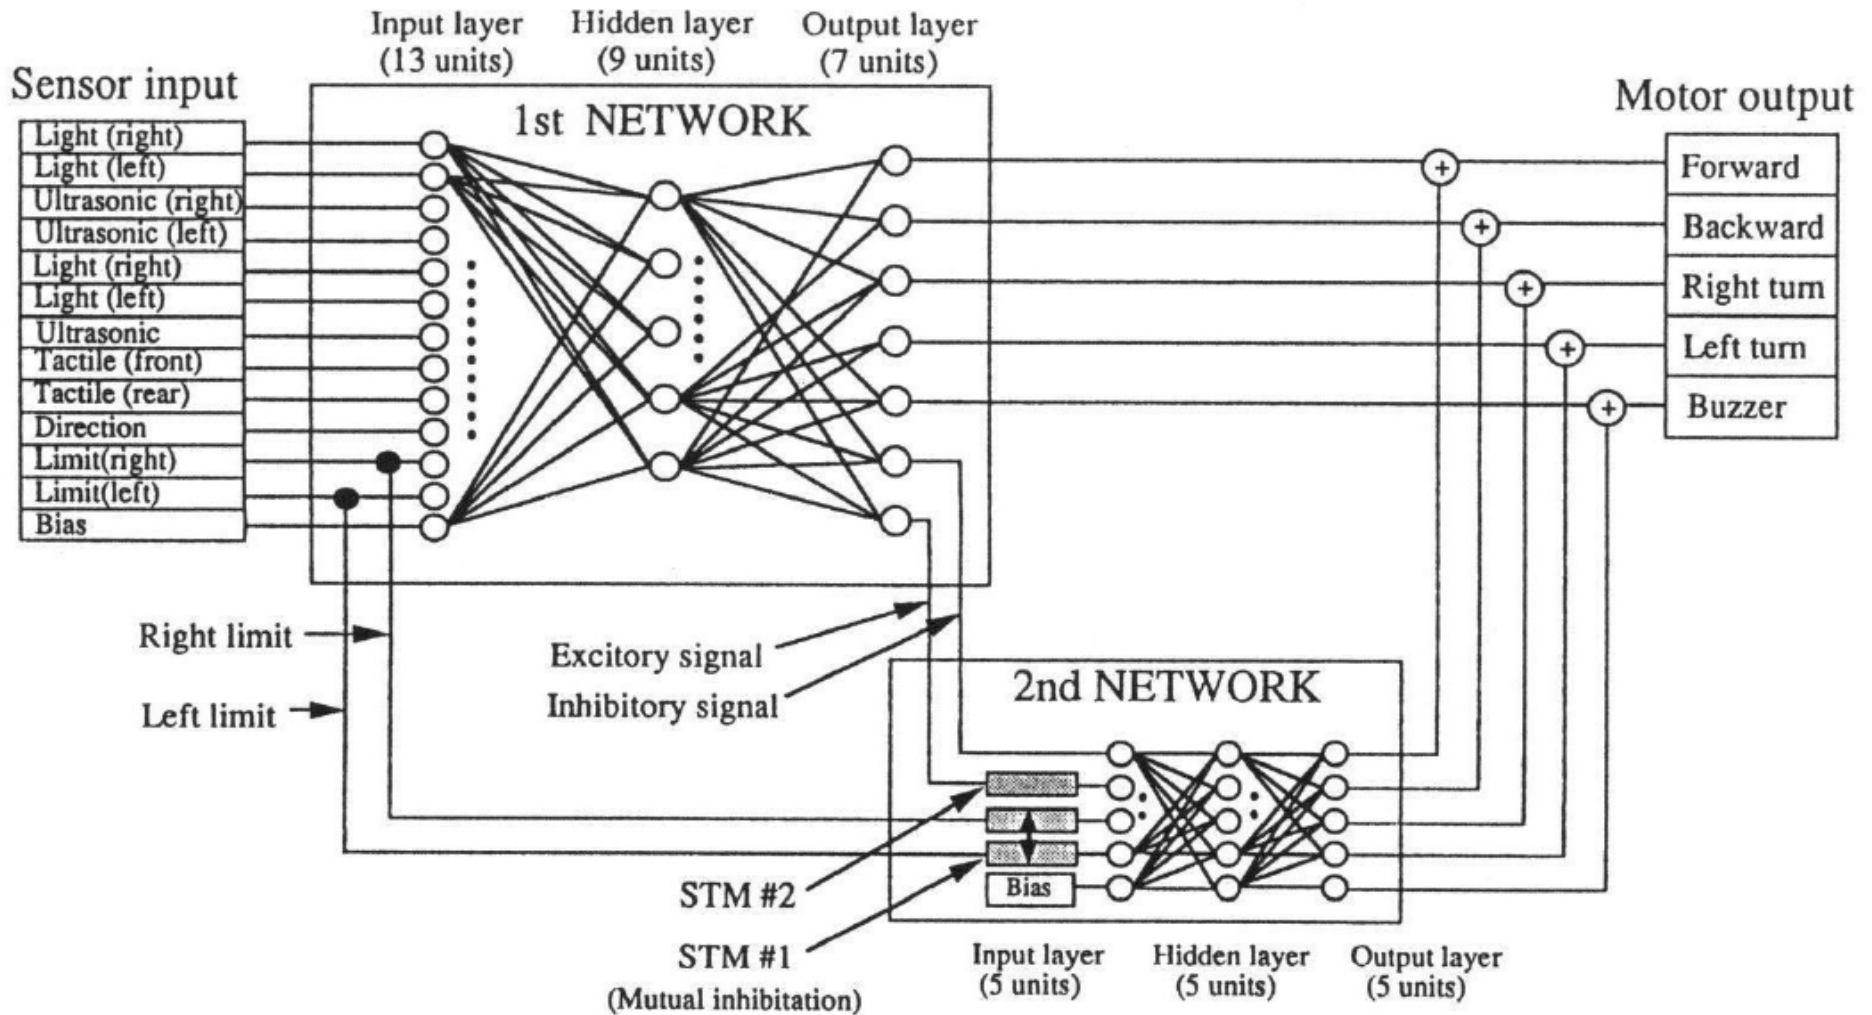 Input layer
(13 units)
Hidden layer
(9 units)
Output layer
(7 units)
Sensor input
Light (right)
Light (left)
Ultrasonic (right)
Ultrasonic (left)
Light (right)
Light (left)
Ultrasonic
Tactile (front)
Tactile (rear)
Direction
Limit(right)
Limit(left)
Bias
1st NETWORK
Motor output
Forward
Backward
Right turn
Left turn
Buzzer
+
+
+
+
+
Right limit
Left limit
Excitory signal
Inhibitory signal
2nd NETWORK
Bias
STM #2
STM #1
(Mutual inhibitation)
Input layer
(5 units)
Hidden layer
(5 units)
Output layer
(5 units)